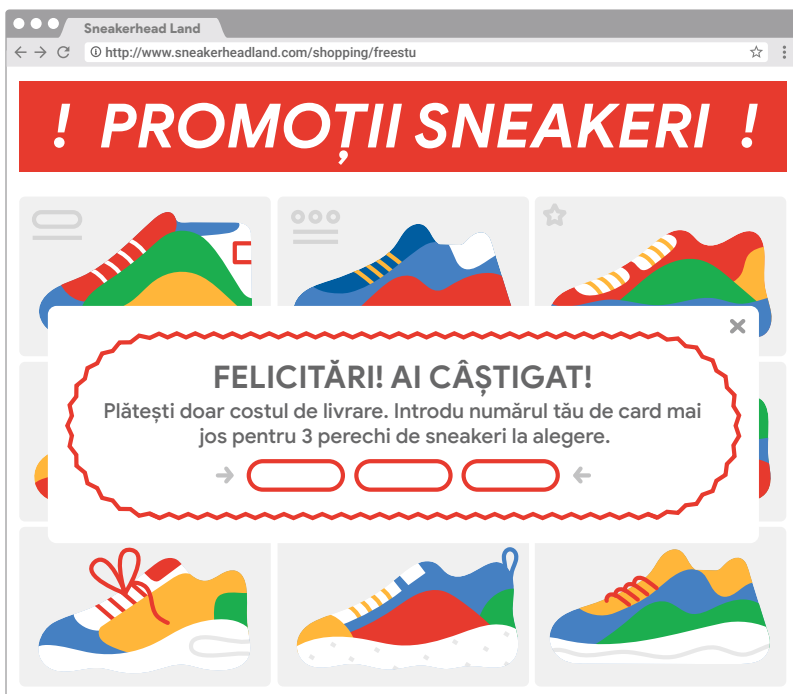 Sneakerhead Land
http://www.sneakerheadland.com/shopping/freestu
! PROMOȚII SNEAKERI !
FELICITĂRI! AI CÂȘTIGAT!
Plătești doar costul de livrare. Introdu numărul tău de card mai
jos pentru 3 perechi de sneakeri la alegere.